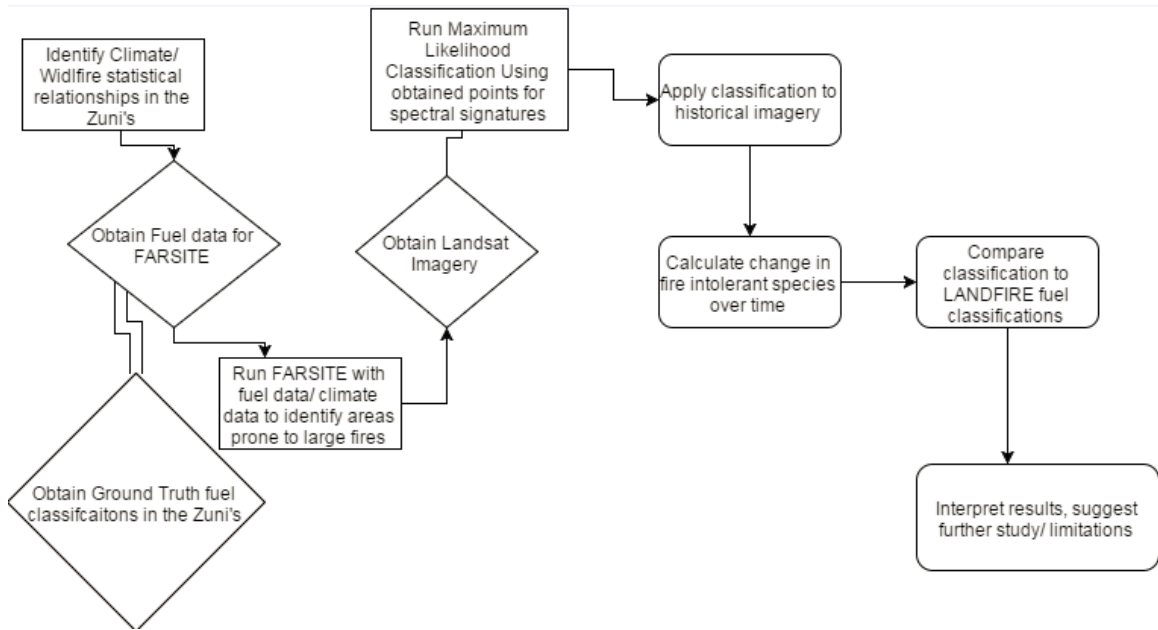 Identify Climate/
Widlfire statistical
relationships in the
Zuni's
Obtain Fuel data for
FARSITE
Obtain Ground Truth fuel
classifcaitons in the Zuni's
Run FARSITE with
fuel data/ climate
data to identify areas
prone to large fires
Obtain Landsat
Imagery
Run Maximum
Likelihood
Classification Using
obtained points for
spectral signatures
Apply classification to
historical imagery
Calculate change in
fire intolerant species
over time
Compare
classification to
LANDFIRE fuel
classifications
Interpret results, suggest
further study/ limitations